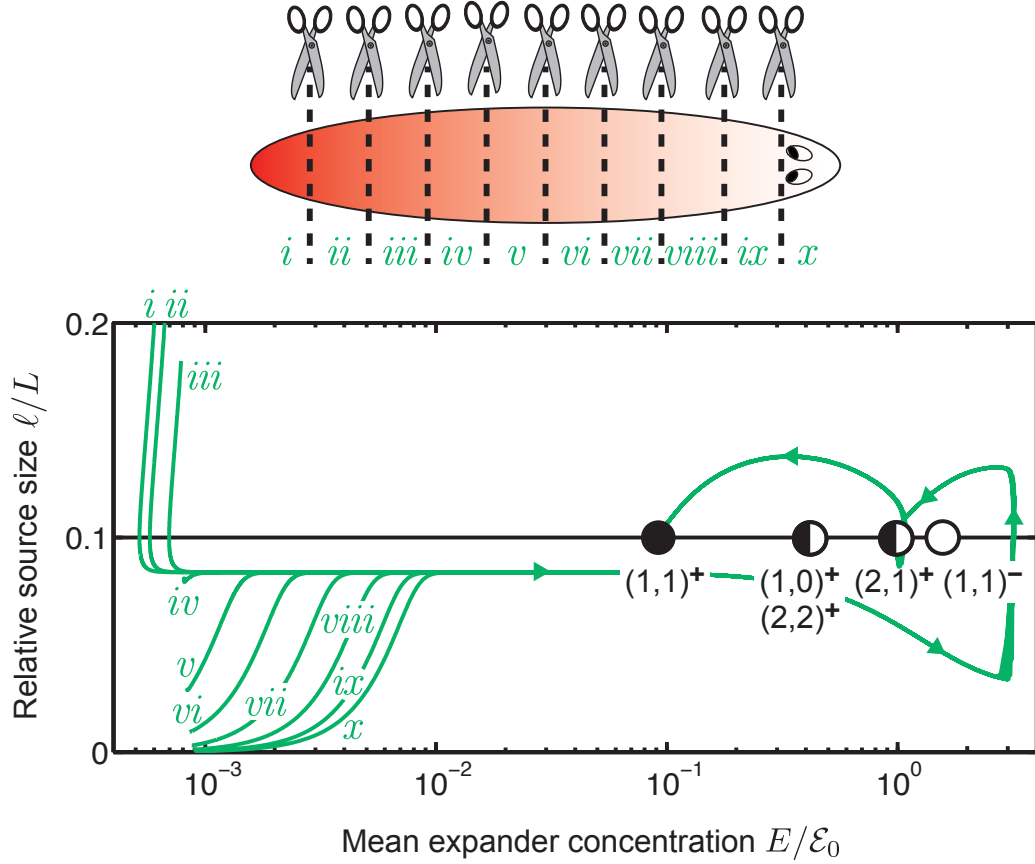 i ii iii iv v vi vii viii ix x
i ii
0.2
iii
Relative source size ℓ/L
0.1
(1,1)⁺ (1,0)⁺ (2,1)⁺ (1,1)⁻
(2,2)⁺
iv
viii
v
ix
vi vii
x
0
10⁻³ 10⁻² 10⁻¹ 10⁰
Mean expander concentration E/ℰ₀